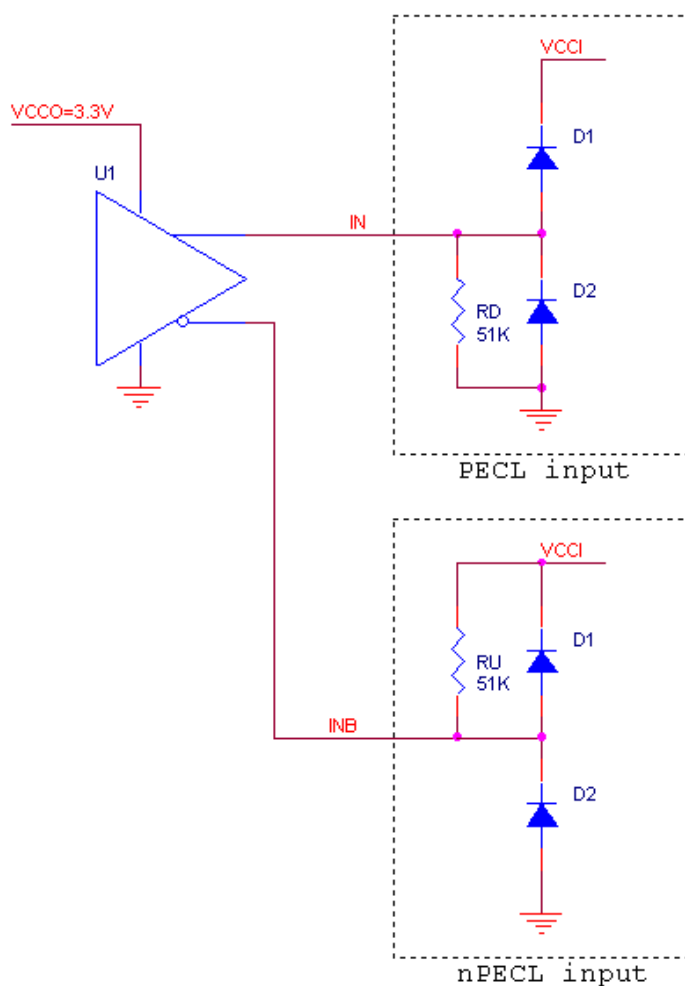 VCCI
VCCO=3.3V
D1
U1
IN
D2
RD
51K
PECL input
VCCI
D1
RU
51K
INB
D2
nPECL input